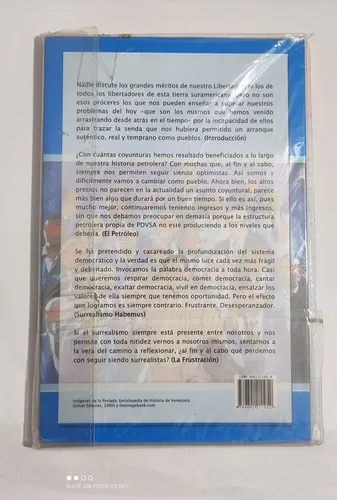 Nadie discute los grandes méritos de nuestro Libertador ni los de
todos los libertadores de esta tierra suramericana, pero no son
esos próceres los que nos pueden enseñar a superar nuestros
problemas del hoy -que son los mismos que hemos venido
arrastrando desde atrás en el tiempo- por la incapacidad de ellos
para trazar la senda que nos hubiera permitido un arranque
auténtico, real y temprano como pueblo. (Introducción)
¿Con cuántas coyunturas hemos resultado beneficiados a lo largo
de nuestra historia petrolera? Con muchas que, al fin y al cabo,
siempre nos permiten seguir siendo optimistas. Así somos y
difícilmente vamos a cambiar como pueblo. Ahora bien, los altos
precios no parecen en la actualidad un asunto coyuntural, parece
más bien algo que durará por un buen tiempo. Si ello es así, pues
mucho mejor, continuaremos teniendo ingresos y más ingresos,
sin que nos debamos preocupar en demasía porque la estructura
petrolera propia de PDVSA no esté produciendo a los niveles que
debería. (El Petróleo)
Se ha pretendido y cacareado la profundización del sistema
democrático y la verdad es que el mismo luce cada vez más frágil
y debilitado. Invocamos la palabra democracia a toda hora. Casi
que queremos respirar democracia, comer democracia, cantar
democracia, exaltar democracia, vivir en democracia, ensalzar los
valores de ella siempre que tenemos oportunidad. Pero el efecto
que logramos es siempre contrario. Frustrante. Desesperanzador.
(Surrealismo Habemus)
Si el surrealismo siempre está presente entre nosotros y nos
permite con toda nitidez vernos a nosotros mismos, sentarnos a
la vera del camino a reflexionar, ¿al fin y al cabo qué perdemos
con seguir siendo surrealistas? (La Frustración)
Imágenes de la Portada: Enciclopedia de Historia de Venezuela
SHOT ON POCO X3 NFC